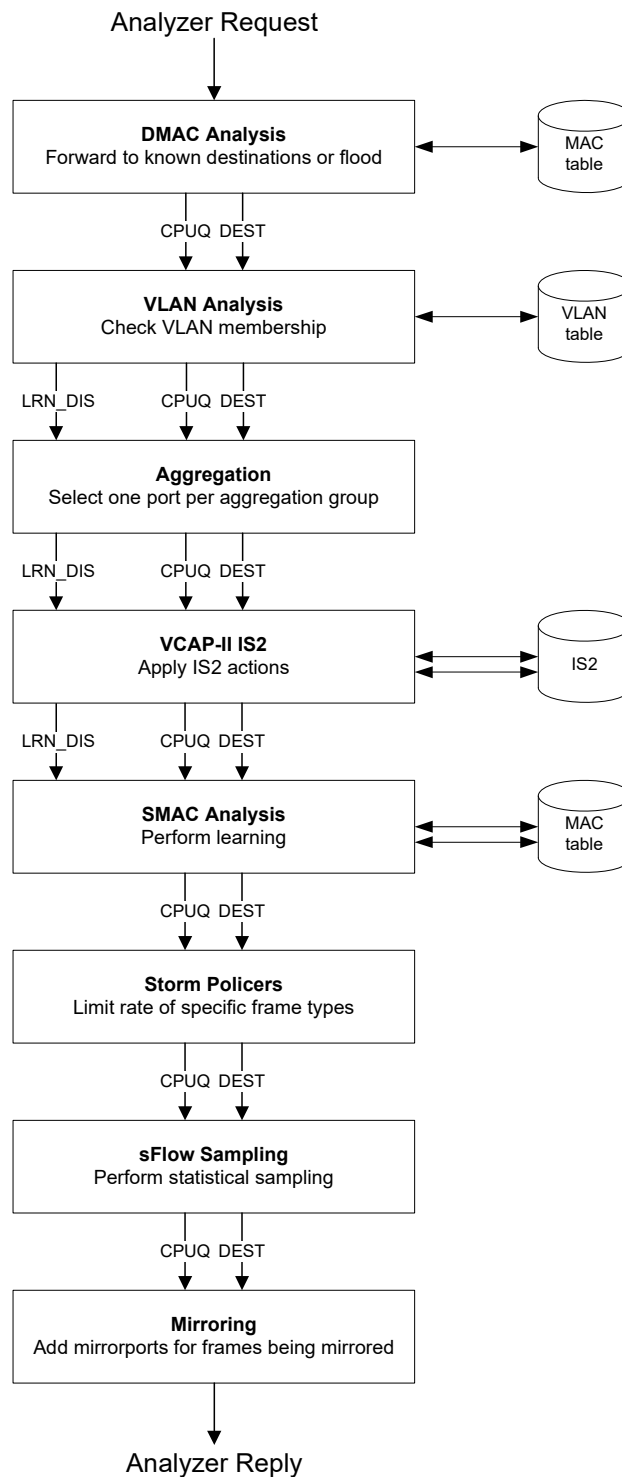 Analyzer Request
DMAC Analysis
Forward to known destinations or flood
MAC
table
CPUQ DEST
VLAN Analysis
Check VLAN membership
VLAN
table
LRN_DIS CPUQ DEST
Aggregation
Select one port per aggregation group
LRN_DIS CPUQ DEST
VCAP-II IS2
Apply IS2 actions
IS2
LRN_DIS CPUQ DEST
SMAC Analysis
Perform learning
MAC
table
CPUQ DEST
Storm Policers
Limit rate of specific frame types
CPUQ DEST
sFlow Sampling
Perform statistical sampling
CPUQ DEST
Mirroring
Add mirrorports for frames being mirrored
Analyzer Reply